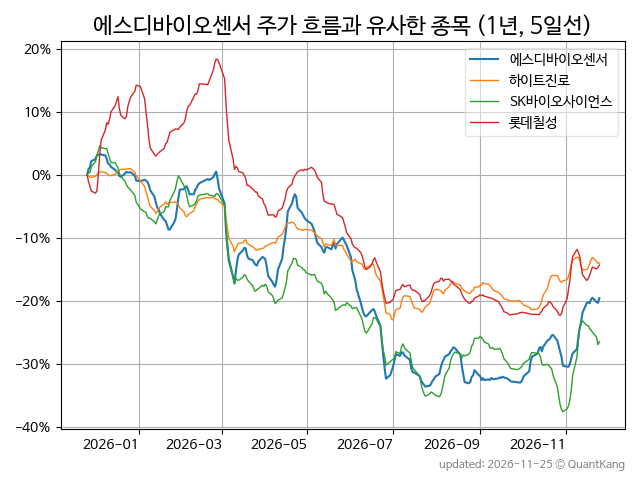 에스디바이오센서 주가 흐름과 유사한 종목 (1년, 5일선)
에스디바이오센서
하이트진로
SK바이오사이언스
롯데칠성
20%
10%
0%
−10%
−20%
−30%
−40%
2026-01
2026-03
2026-05
2026-07
2026-09
2026-11
updated: 2026-11-25 © QuantKang